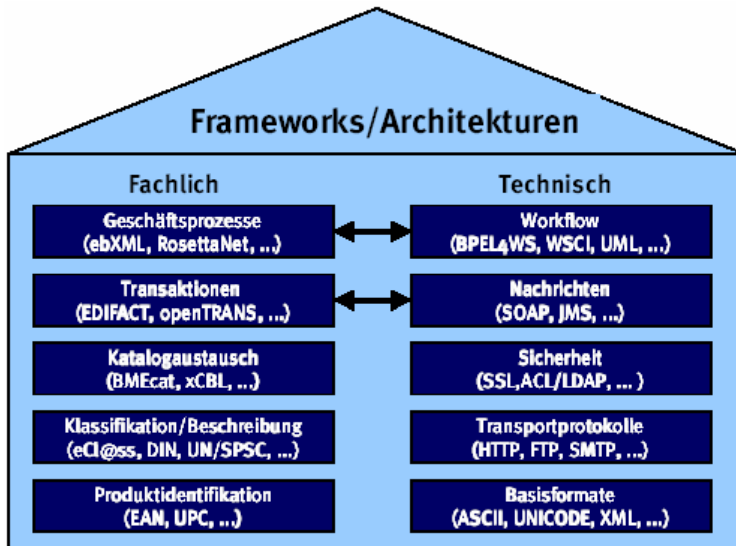 Frameworks/Architekturen
Fachlich
Technisch
Geschäftsprozesse
(ebXML, RosettaNet, ...)
Workflow
(BPEL4WS, WSCI, UML, ...)
Transaktionen
(EDIFACT, openTRANS, ...)
Nachrichten
(SOAP, JMS, ...)
Katalogaustausch
(BMEcat, xCBL, ...)
Sicherheit
(SSL,ACL/LDAP, ... )
Klassifikation/Beschreibung
(eCl@ss, DIN, UN/SPSC, ...)
Transportprotokolle
(HTTP, FTP, SMTP, ...)
Produktidentifikation
(EAN, UPC, ...)
Basisformate
(ASCII, UNICODE, XML, ...)